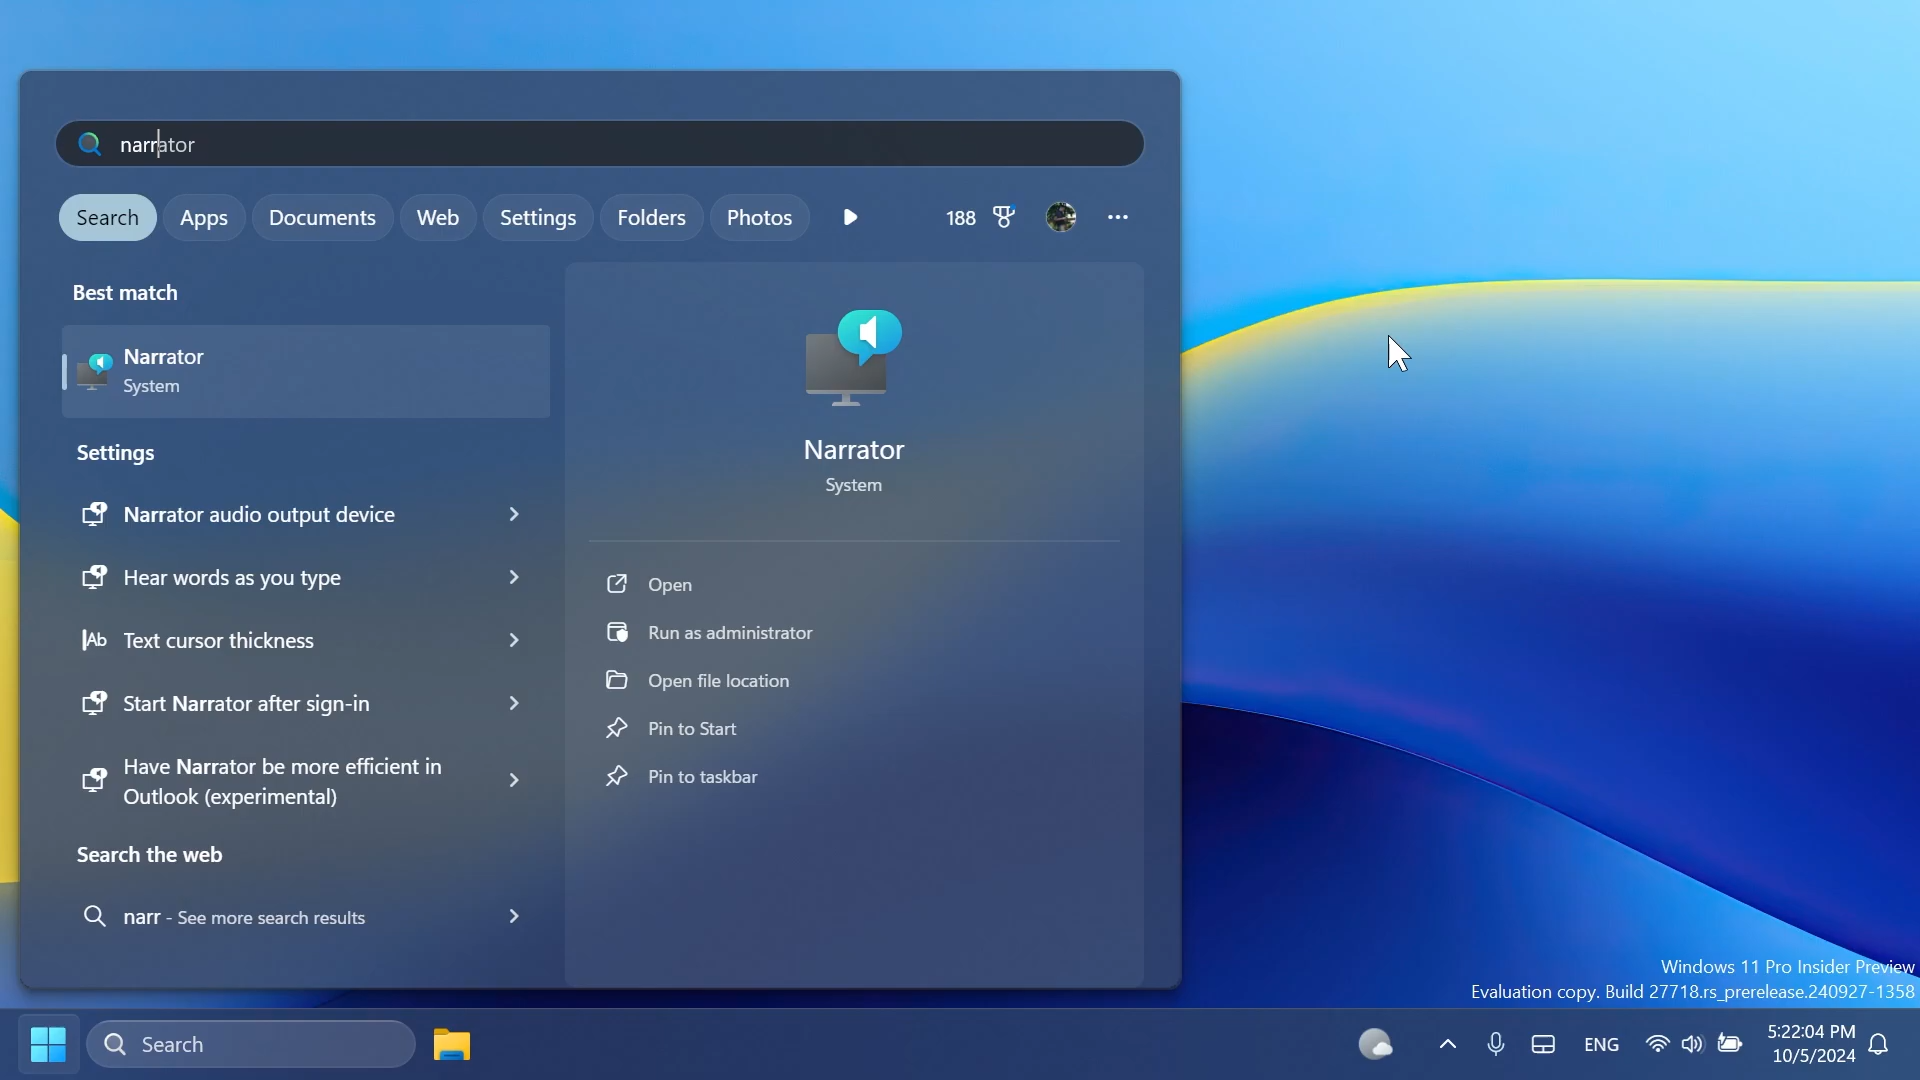 narrator
Search Apps Documents Web Settings Folders Photos 188
Best match
Narrator
System
Settings
Narrator audio output device
Hear words as you type
Text cursor thickness
Start Narrator after sign-in
Have Narrator be more efficient in
Outlook (experimental)
Search the web
narr - See more search results
Narrator
System
Open
Run as administrator
Open file location
Pin to Start
Pin to taskbar
Windows 11 Pro Insider Preview
Evaluation copy. Build 27718.rs_prerelease.240927-1358
Search
ENG
5:22:04 PM
10/5/2024